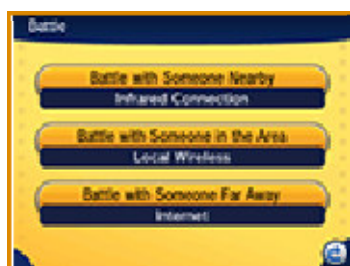 Battle
Battle with Someone Nearby
Infrared Connection
Battle with Someone in the Area
Local Wireless
Battle with Someone Far Away
Internet